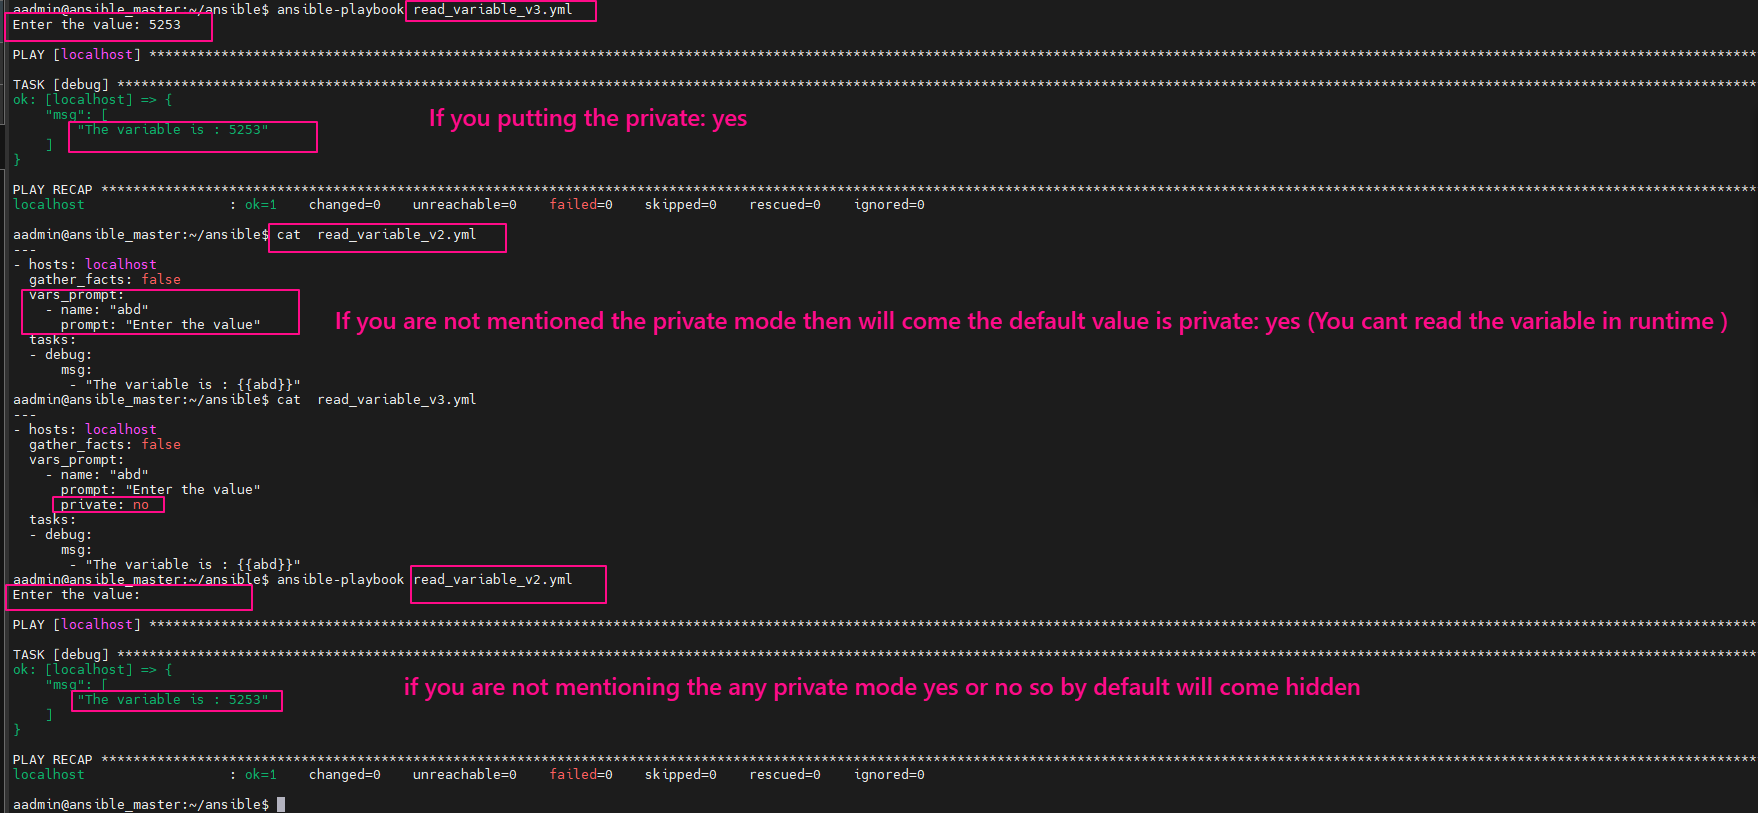 aadmin@ansible_master:~/ansible$ ansible-playbook read_variable_v3.yml
Enter the value: 5253
PLAY [localhost] ****************************************************************************************************************************************************************************************************
TASK [debug] ********************************************************************************************************************************************************************************************************
ok: [localhost] => {
    "msg": [
        "The variable is : 5253"
If you putting the private: yes
    ]
}
PLAY RECAP **********************************************************************************************************************************************************************************************************
localhost                  : ok=1    changed=0    unreachable=0    failed=0    skipped=0    rescued=0    ignored=0
aadmin@ansible_master:~/ansible$ cat  read_variable_v2.yml
---
- hosts: localhost
  gather_facts: false
  vars_prompt:
    - name: "abd"
      prompt: "Enter the value"
If you are not mentioned the private mode then will come the default value is private: yes (You cant read the variable in runtime )
  tasks:
  - debug:
      msg:
       - "The variable is : {{abd}}"
aadmin@ansible_master:~/ansible$ cat  read_variable_v3.yml
---
- hosts: localhost
  gather_facts: false
  vars_prompt:
    - name: "abd"
      prompt: "Enter the value"
      private: no
  tasks:
  - debug:
      msg:
       - "The variable is : {{abd}}"
aadmin@ansible_master:~/ansible$ ansible-playbook read_variable_v2.yml
Enter the value:
PLAY [localhost] ****************************************************************************************************************************************************************************************************
TASK [debug] ********************************************************************************************************************************************************************************************************
ok: [localhost] => {
    "msg": [
        "The variable is : 5253"
if you are not mentioning the any private mode yes or no so by default will come hidden
    ]
}
PLAY RECAP **********************************************************************************************************************************************************************************************************
localhost                  : ok=1    changed=0    unreachable=0    failed=0    skipped=0    rescued=0    ignored=0
aadmin@ansible_master:~/ansible$